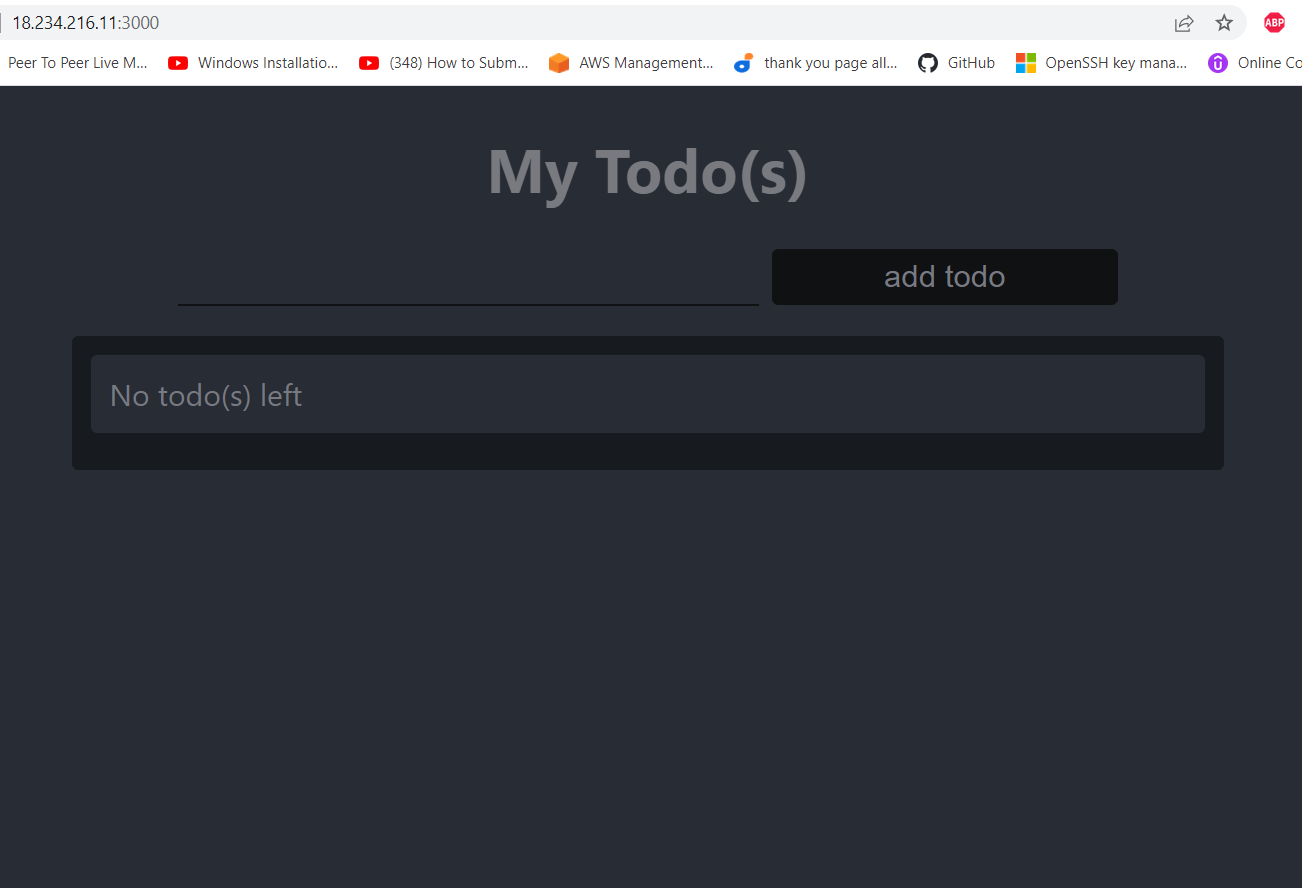 18.234.216.11:3000
ABP
Peer To Peer Live M... Windows Installatio... (348) How to Subm... AWS Management... thank you page all... GitHub OpenSSH key mana... Online Co
My Todo(s)
add todo
No todo(s) left